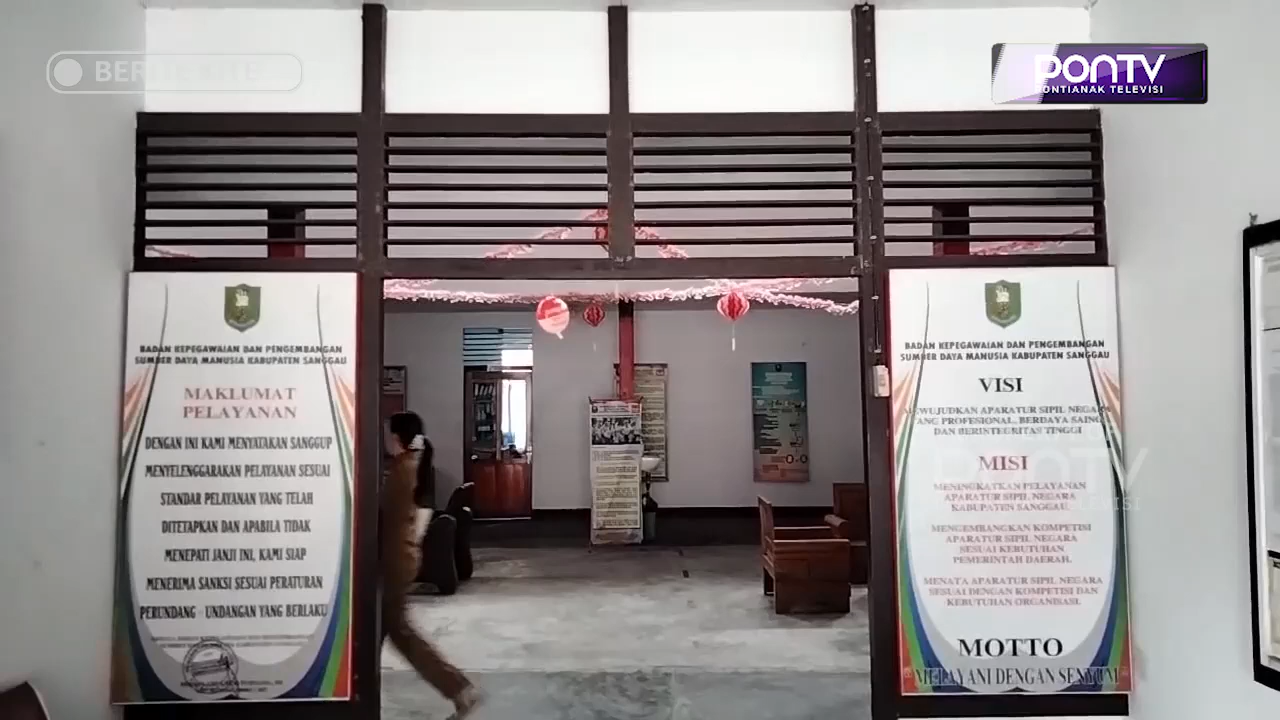 BERITE KITE
PONTV
PONTIANAK TELEVISI
BADAN KEPEGAWAIAN DAN PENGEMBANGAN
SUMBER DAYA MANUSIA KABUPATEN SANGGAU
MAKLUMAT
PELAYANAN
DENGAN INI KAMI MENYATAKAN SANGGUP
MENYELENGGARAKAN PELAYANAN SESUAI
STANDAR PELAYANAN YANG TELAH
DITETAPKAN DAN APABILA TIDAK
MENEPATI JANJI INI, KAMI SIAP
MENERIMA SANKSI SESUAI PERATURAN
PERUNDANG - UNDANGAN YANG BERLAKU
BADAN KEPEGAWAIAN DAN PENGEMBANGAN
SUMBER DAYA MANUSIA KABUPATEN SANGGAU
VISI
MEWUJUDKAN APARATUR SIPIL NEGARA
YANG PROFESIONAL, BERDAYA SAING
DAN BERISTEGRITAS TINGGI
MISI
MENINGKATKAN PELAYANAN
APARATUR SIPIL NEGARA
KABUPATEN SANGGAU.
MENGEMBANGKAN KOMPETISI
APARATUR SIPIL NEGARA
SESUAI KEBUTUHAN
PEMERINTAH DAERAH.
MENATA APARATUR SIPIL NEGARA
SESUAI DENGAN KOMPETISI DAN
KEBUTUHAN ORGANISASI.
MOTTO
"MELAYANI DENGAN SENYUM"
PONTV